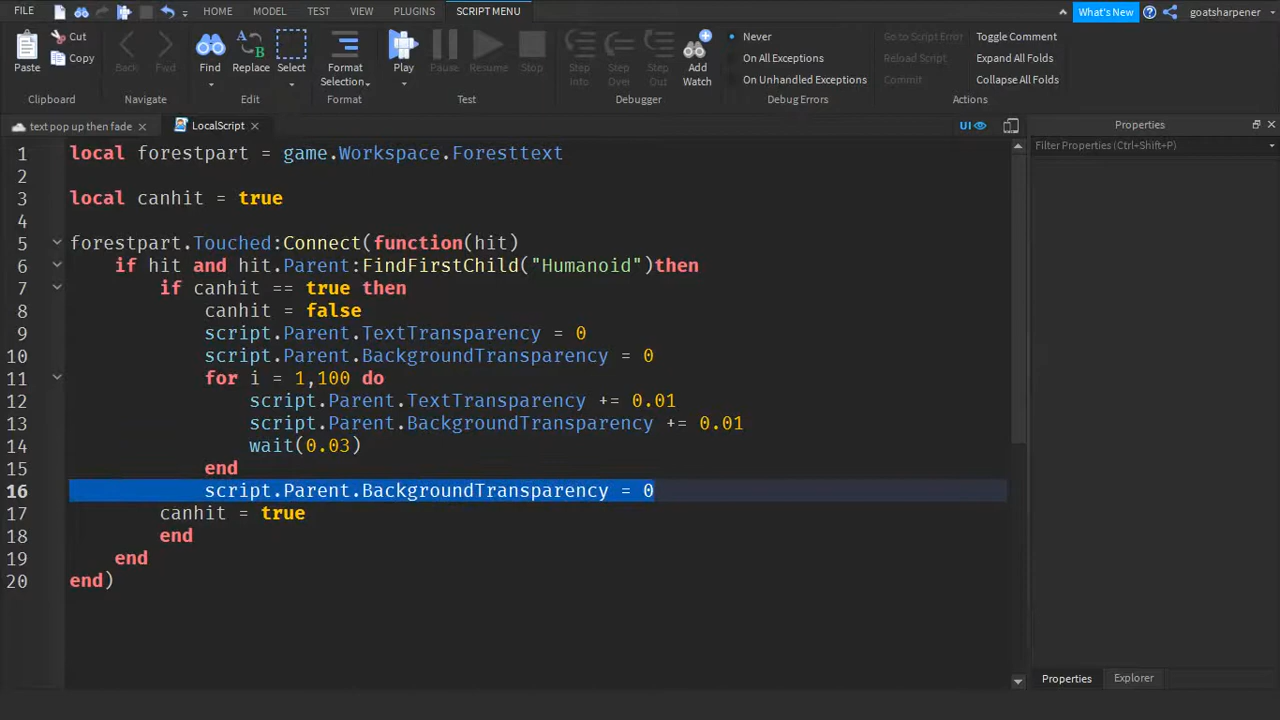 FILE HOME MODEL TEST VIEW PLUGINS SCRIPT MENU What's New goatsharpener
Paste Cut Copy Back Fwd Find Replace Select Format Selection Play Pause Resume Stop Step Into Step Over Step Out Add Watch Never On All Exceptions On Unhandled Exceptions Go to Script Error Reload Script Commit Toggle Comment Expand All Folds Collapse All Folds
Clipboard Navigate Edit Format Test Debugger Debug Errors Actions
text pop up then fade LocalScript UI Properties
Filter Properties (Ctrl+Shift+P)
1 local forestpart = game.Workspace.Foresttext
2
3 local canhit = true
4
5 forestpart.Touched:Connect(function(hit)
6 if hit and hit.Parent:FindFirstChild("Humanoid")then
7 if canhit == true then
8 canhit = false
9 script.Parent.TextTransparency = 0
10 script.Parent.BackgroundTransparency = 0
11 for i = 1,100 do
12 script.Parent.TextTransparency += 0.01
13 script.Parent.BackgroundTransparency += 0.01
14 wait(0.03)
15 end
16 script.Parent.BackgroundTransparency = 0
17 canhit = true
18 end
19 end
20 end)
Properties Explorer